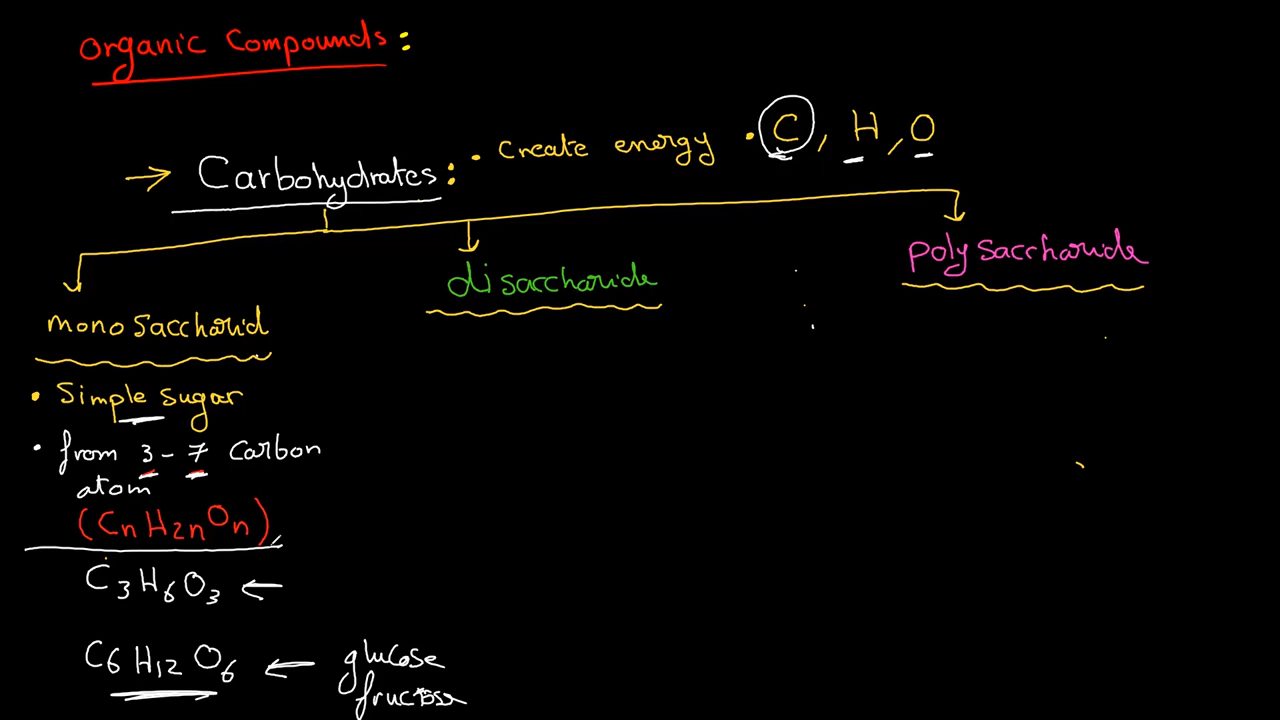 Organic Compounds:
→ Carbohydrates: • Create energy • C, H, O
mono saccharid
disaccharide
poly saccharide
• Simple sugar
• from 3 - 7 Carbon
atom
(CnH2nOn)
C3H6O3 ←
C6H12O6 ← glucose
fructose